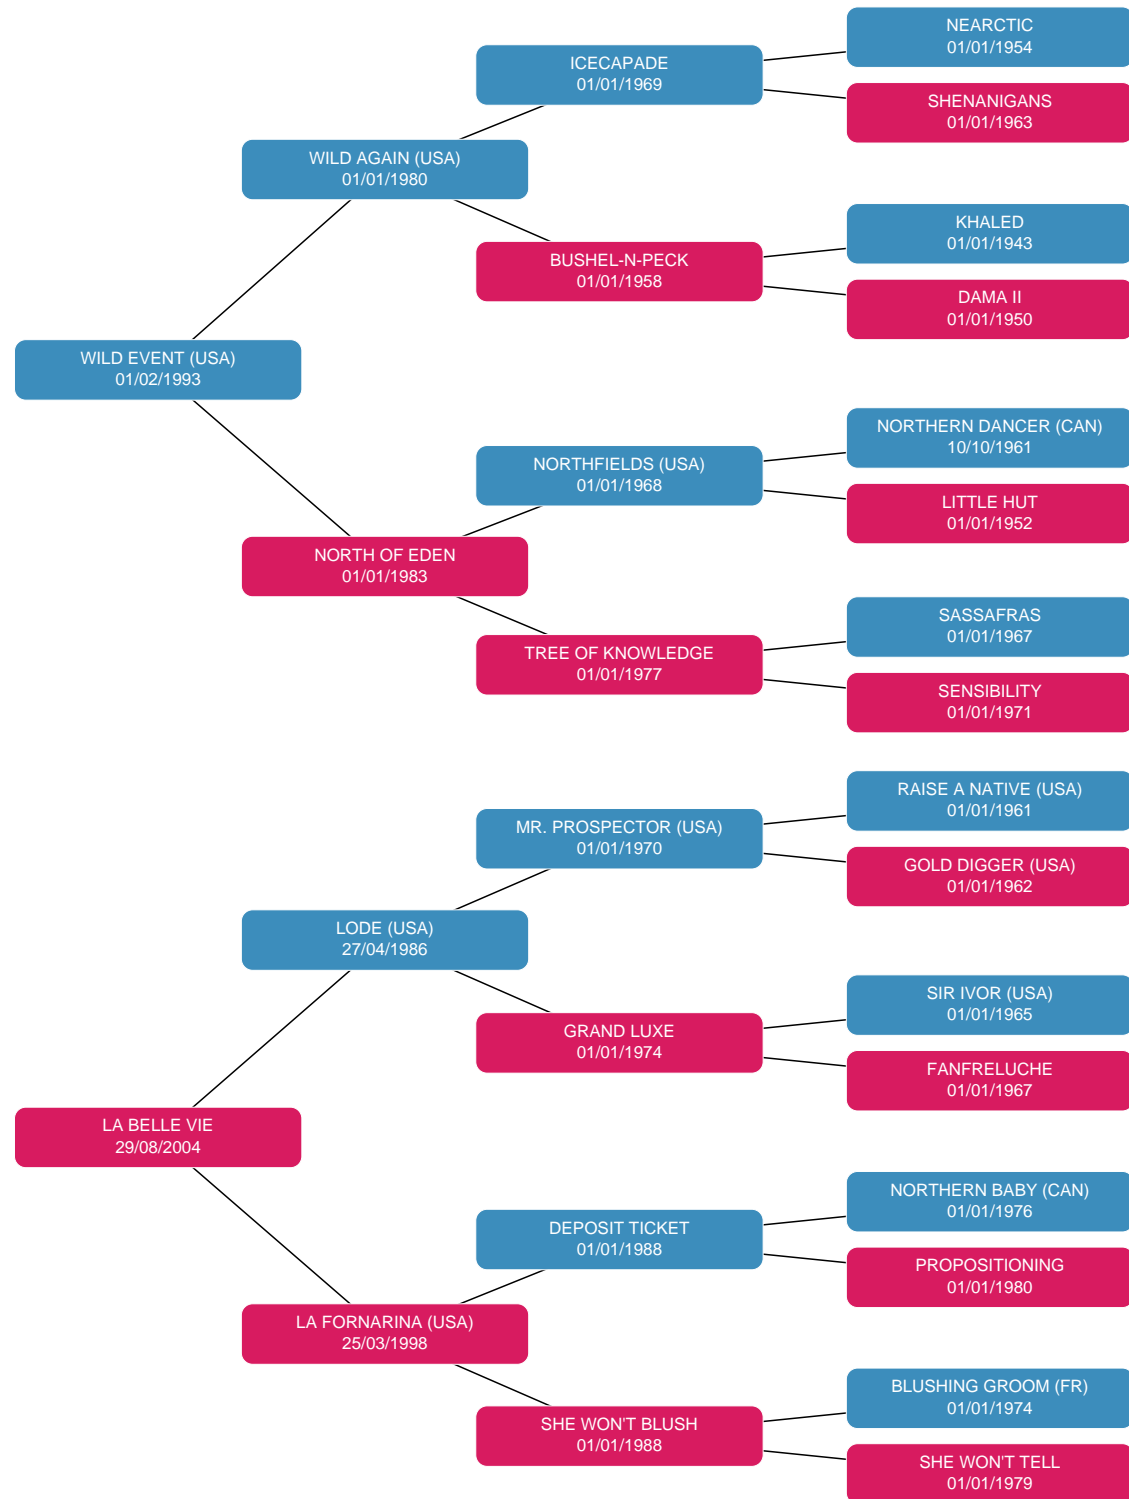 NEARCTIC
01/01/1954
ICECAPADE
01/01/1969
SHENANIGANS
01/01/1963
WILD AGAIN (USA)
01/01/1980
KHALED
01/01/1943
BUSHEL-N-PECK
01/01/1958
DAMA II
01/01/1950
WILD EVENT (USA)
01/02/1993
NORTHERN DANCER (CAN)
10/10/1961
NORTHFIELDS (USA)
01/01/1968
LITTLE HUT
01/01/1952
NORTH OF EDEN
01/01/1983
SASSAFRAS
01/01/1967
TREE OF KNOWLEDGE
01/01/1977
SENSIBILITY
01/01/1971
RAISE A NATIVE (USA)
01/01/1961
MR. PROSPECTOR (USA)
01/01/1970
GOLD DIGGER (USA)
01/01/1962
LODE (USA)
27/04/1986
SIR IVOR (USA)
01/01/1965
GRAND LUXE
01/01/1974
FANFRELUCHE
01/01/1967
LA BELLE VIE
29/08/2004
NORTHERN BABY (CAN)
01/01/1976
DEPOSIT TICKET
01/01/1988
PROPOSITIONING
01/01/1980
LA FORNARINA (USA)
25/03/1998
BLUSHING GROOM (FR)
01/01/1974
SHE WON'T BLUSH
01/01/1988
SHE WON'T TELL
01/01/1979